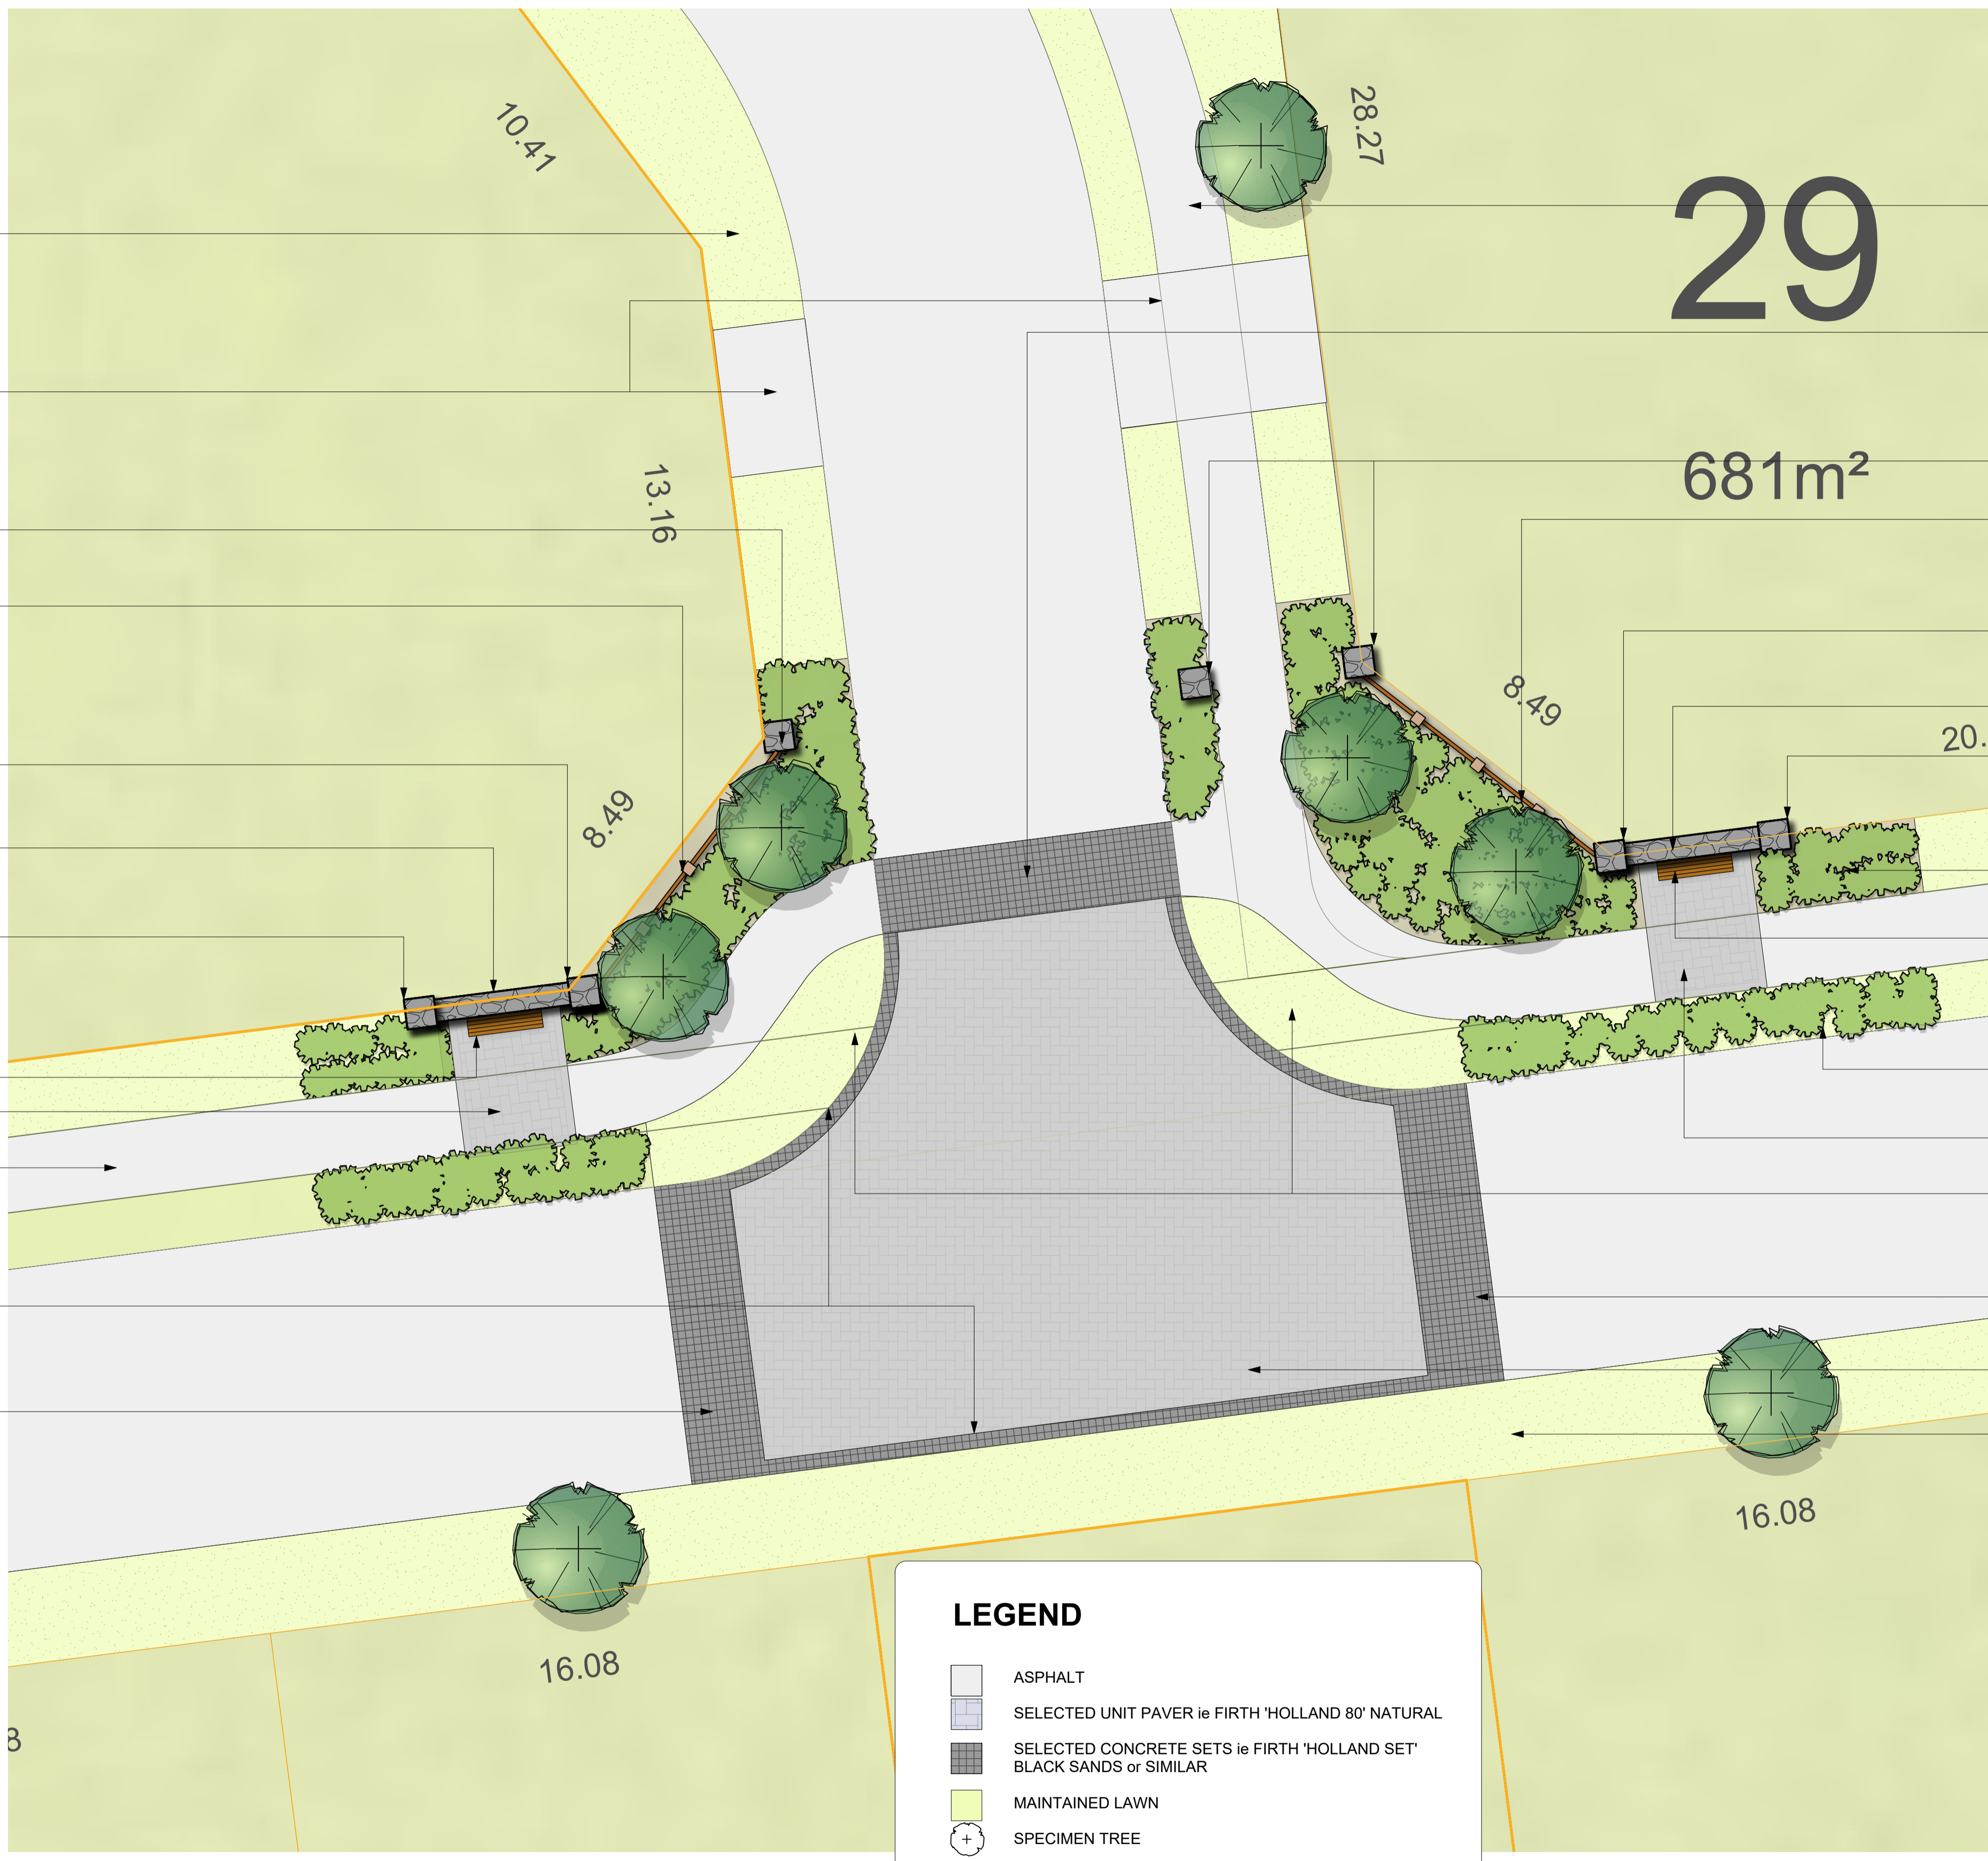 10.41
28.27
29
681m²
13.16
8.49
20.
8.49
16.08
16.08
8
LEGEND
ASPHALT
SELECTED UNIT PAVER ie FIRTH 'HOLLAND 80' NATURAL
SELECTED CONCRETE SETS ie FIRTH 'HOLLAND SET'
BLACK SANDS or SIMILAR
MAINTAINED LAWN
SPECIMEN TREE